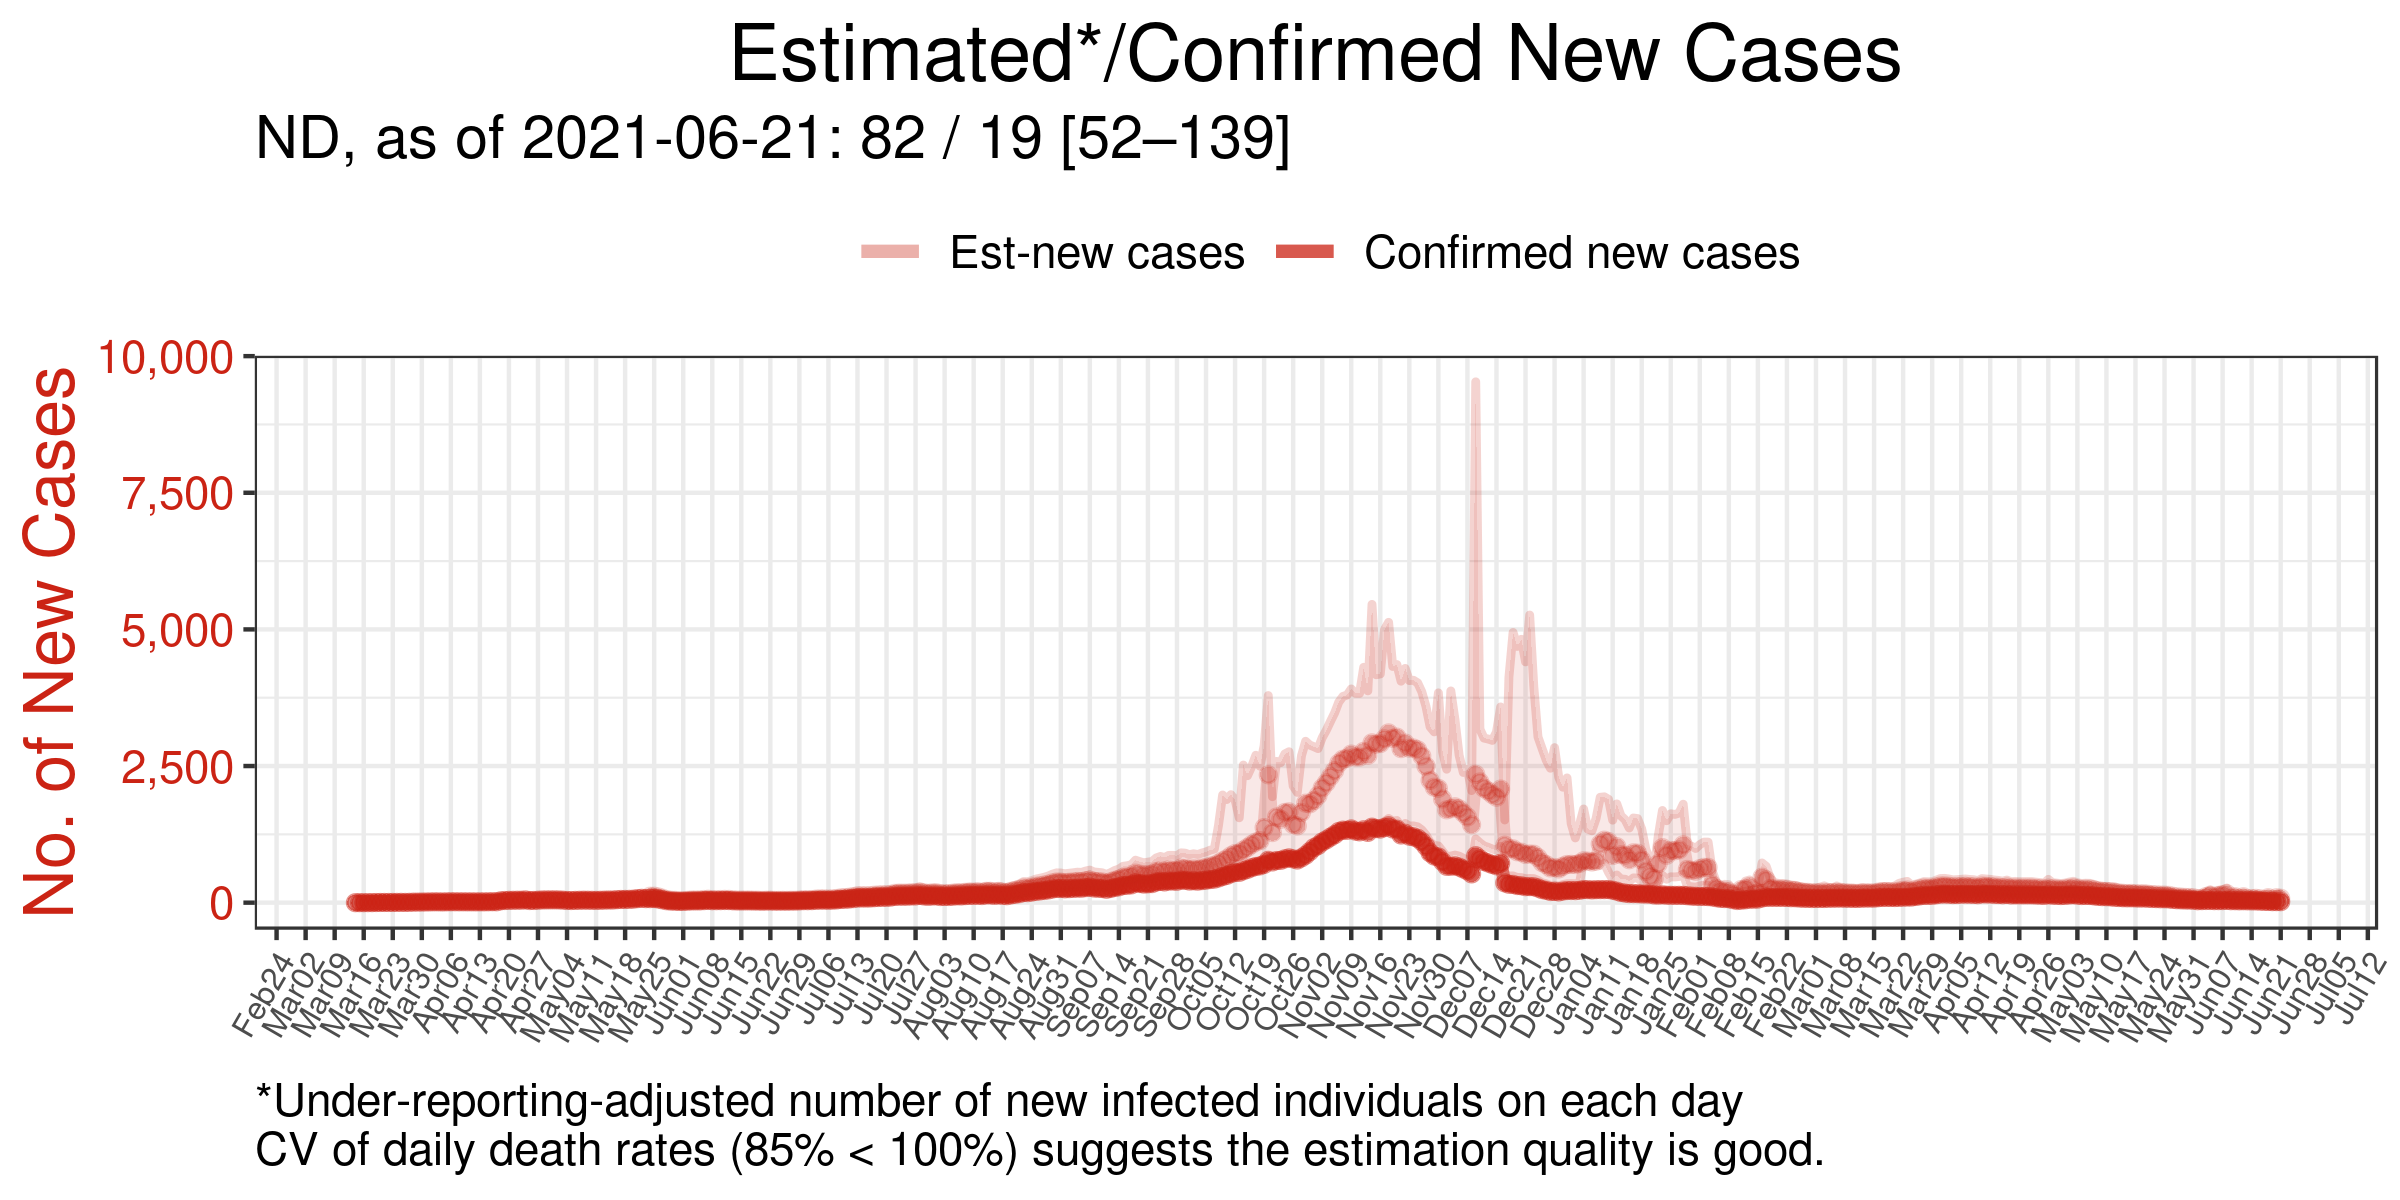 Estimated*/Confirmed New Cases
ND, as of 2021-06-21: 82 / 19 [52–139]
Est-new cases Confirmed new cases
No. of New Cases
10,000
7,500
5,000
2,500
0
Feb24 Mar02 Mar09 Mar16 Mar23 Mar30 Apr06 Apr13 Apr20 Apr27 May04 May11 May18 May25 Jun01 Jun08 Jun15 Jun22 Jun29 Jul06 Jul13 Jul20 Jul27 Aug03 Aug10 Aug17 Aug24 Aug31 Sep07 Sep14 Sep21 Sep28 Oct05 Oct12 Oct19 Oct26 Nov02 Nov09 Nov16 Nov23 Nov30 Dec07 Dec14 Dec21 Dec28 Jan04 Jan11 Jan18 Jan25 Feb01 Feb08 Feb15 Feb22 Mar01 Mar08 Mar15 Mar22 Mar29 Apr05 Apr12 Apr19 Apr26 May03 May10 May17 May24 May31 Jun07 Jun14 Jun21 Jun28 Jul05 Jul12
*Under-reporting-adjusted number of new infected individuals on each day
CV of daily death rates (85% < 100%) suggests the estimation quality is good.